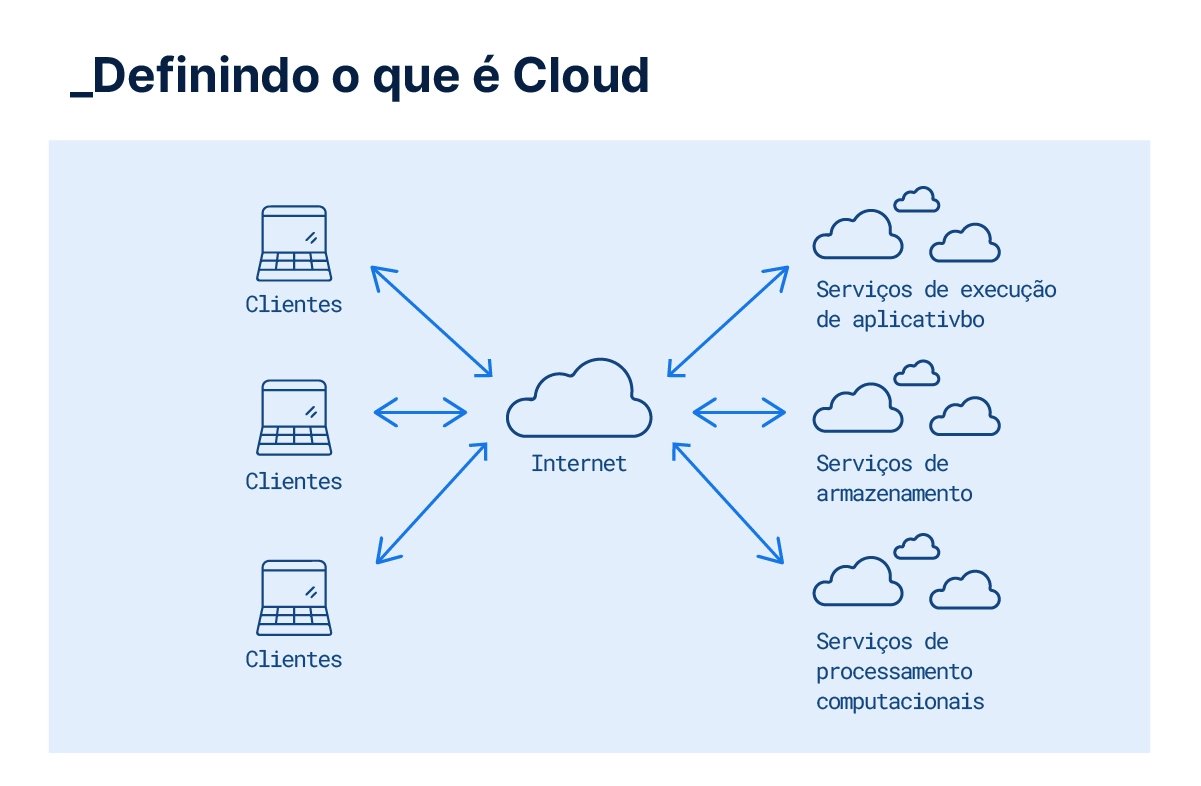 _Definindo o que é Cloud
Clientes
Clientes
Clientes
Internet
Serviços de execução
de aplicativbo
Serviços de
armazenamento
Serviços de
processamento
computacionais